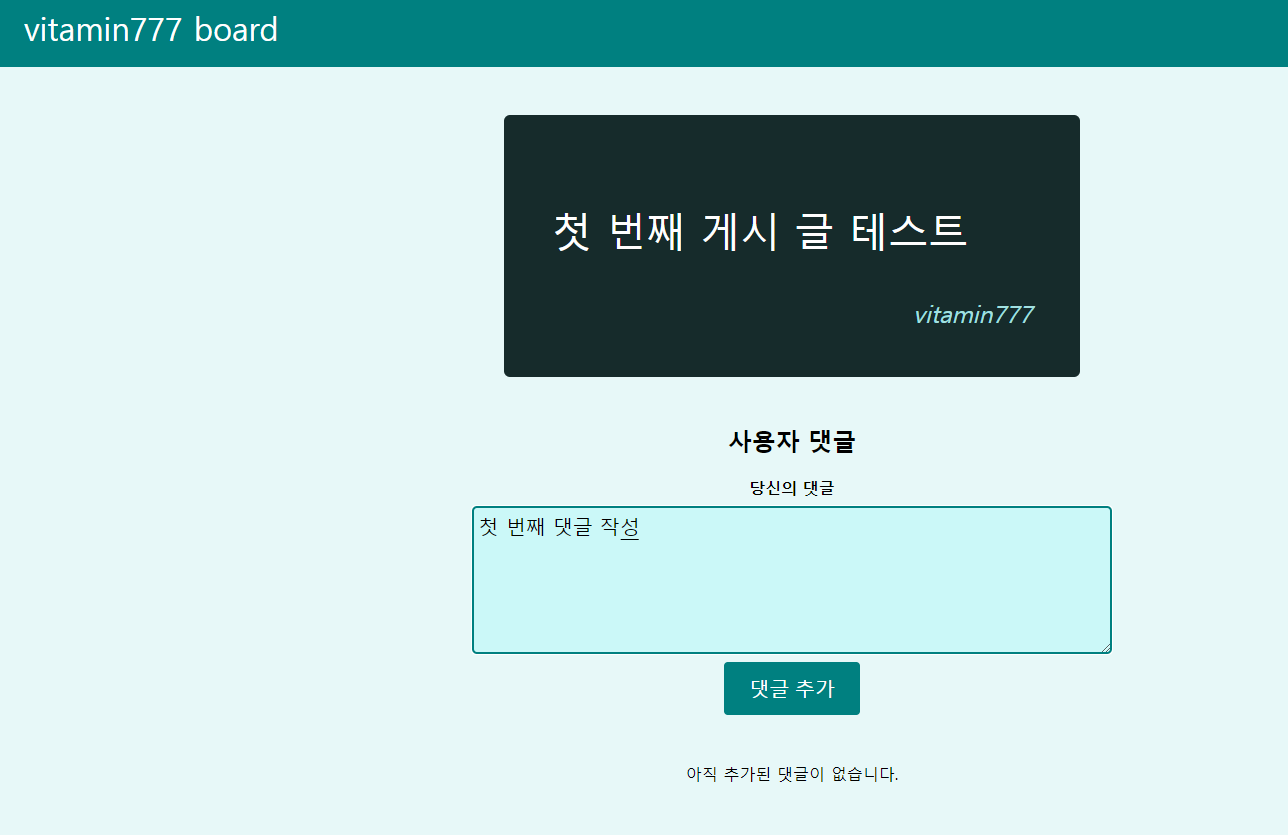 vitamin777 board
첫 번째 게시 글 테스트
vitamin777
사용자 댓글
당신의 댓글
첫 번째 댓글 작성
댓글 추가
아직 추가된 댓글이 없습니다.